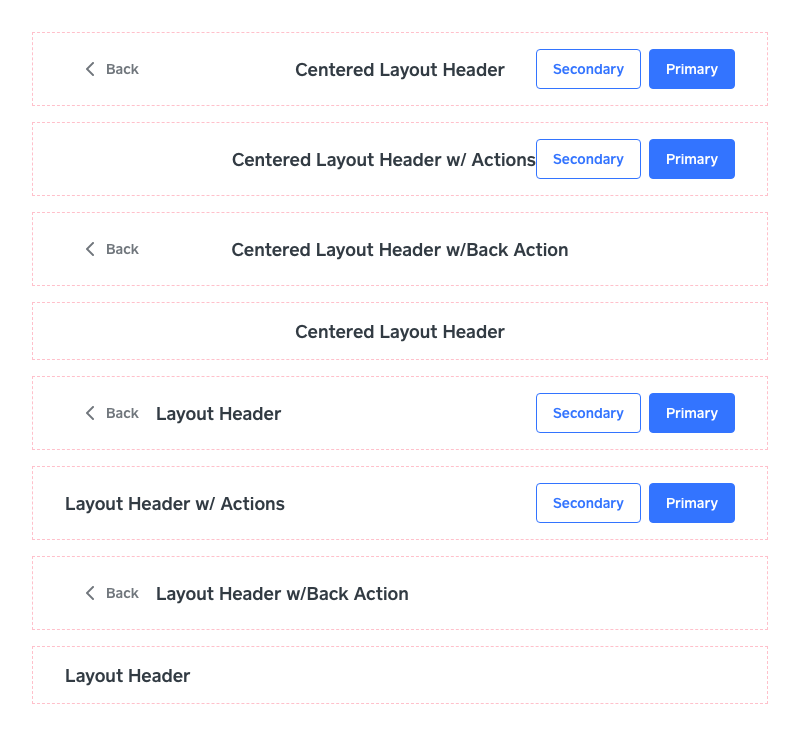 Back Centered Layout Header Secondary Primary
Centered Layout Header w/ Actions Secondary Primary
Back Centered Layout Header w/Back Action
Centered Layout Header
Back Layout Header Secondary Primary
Layout Header w/ Actions Secondary Primary
Back Layout Header w/Back Action
Layout Header